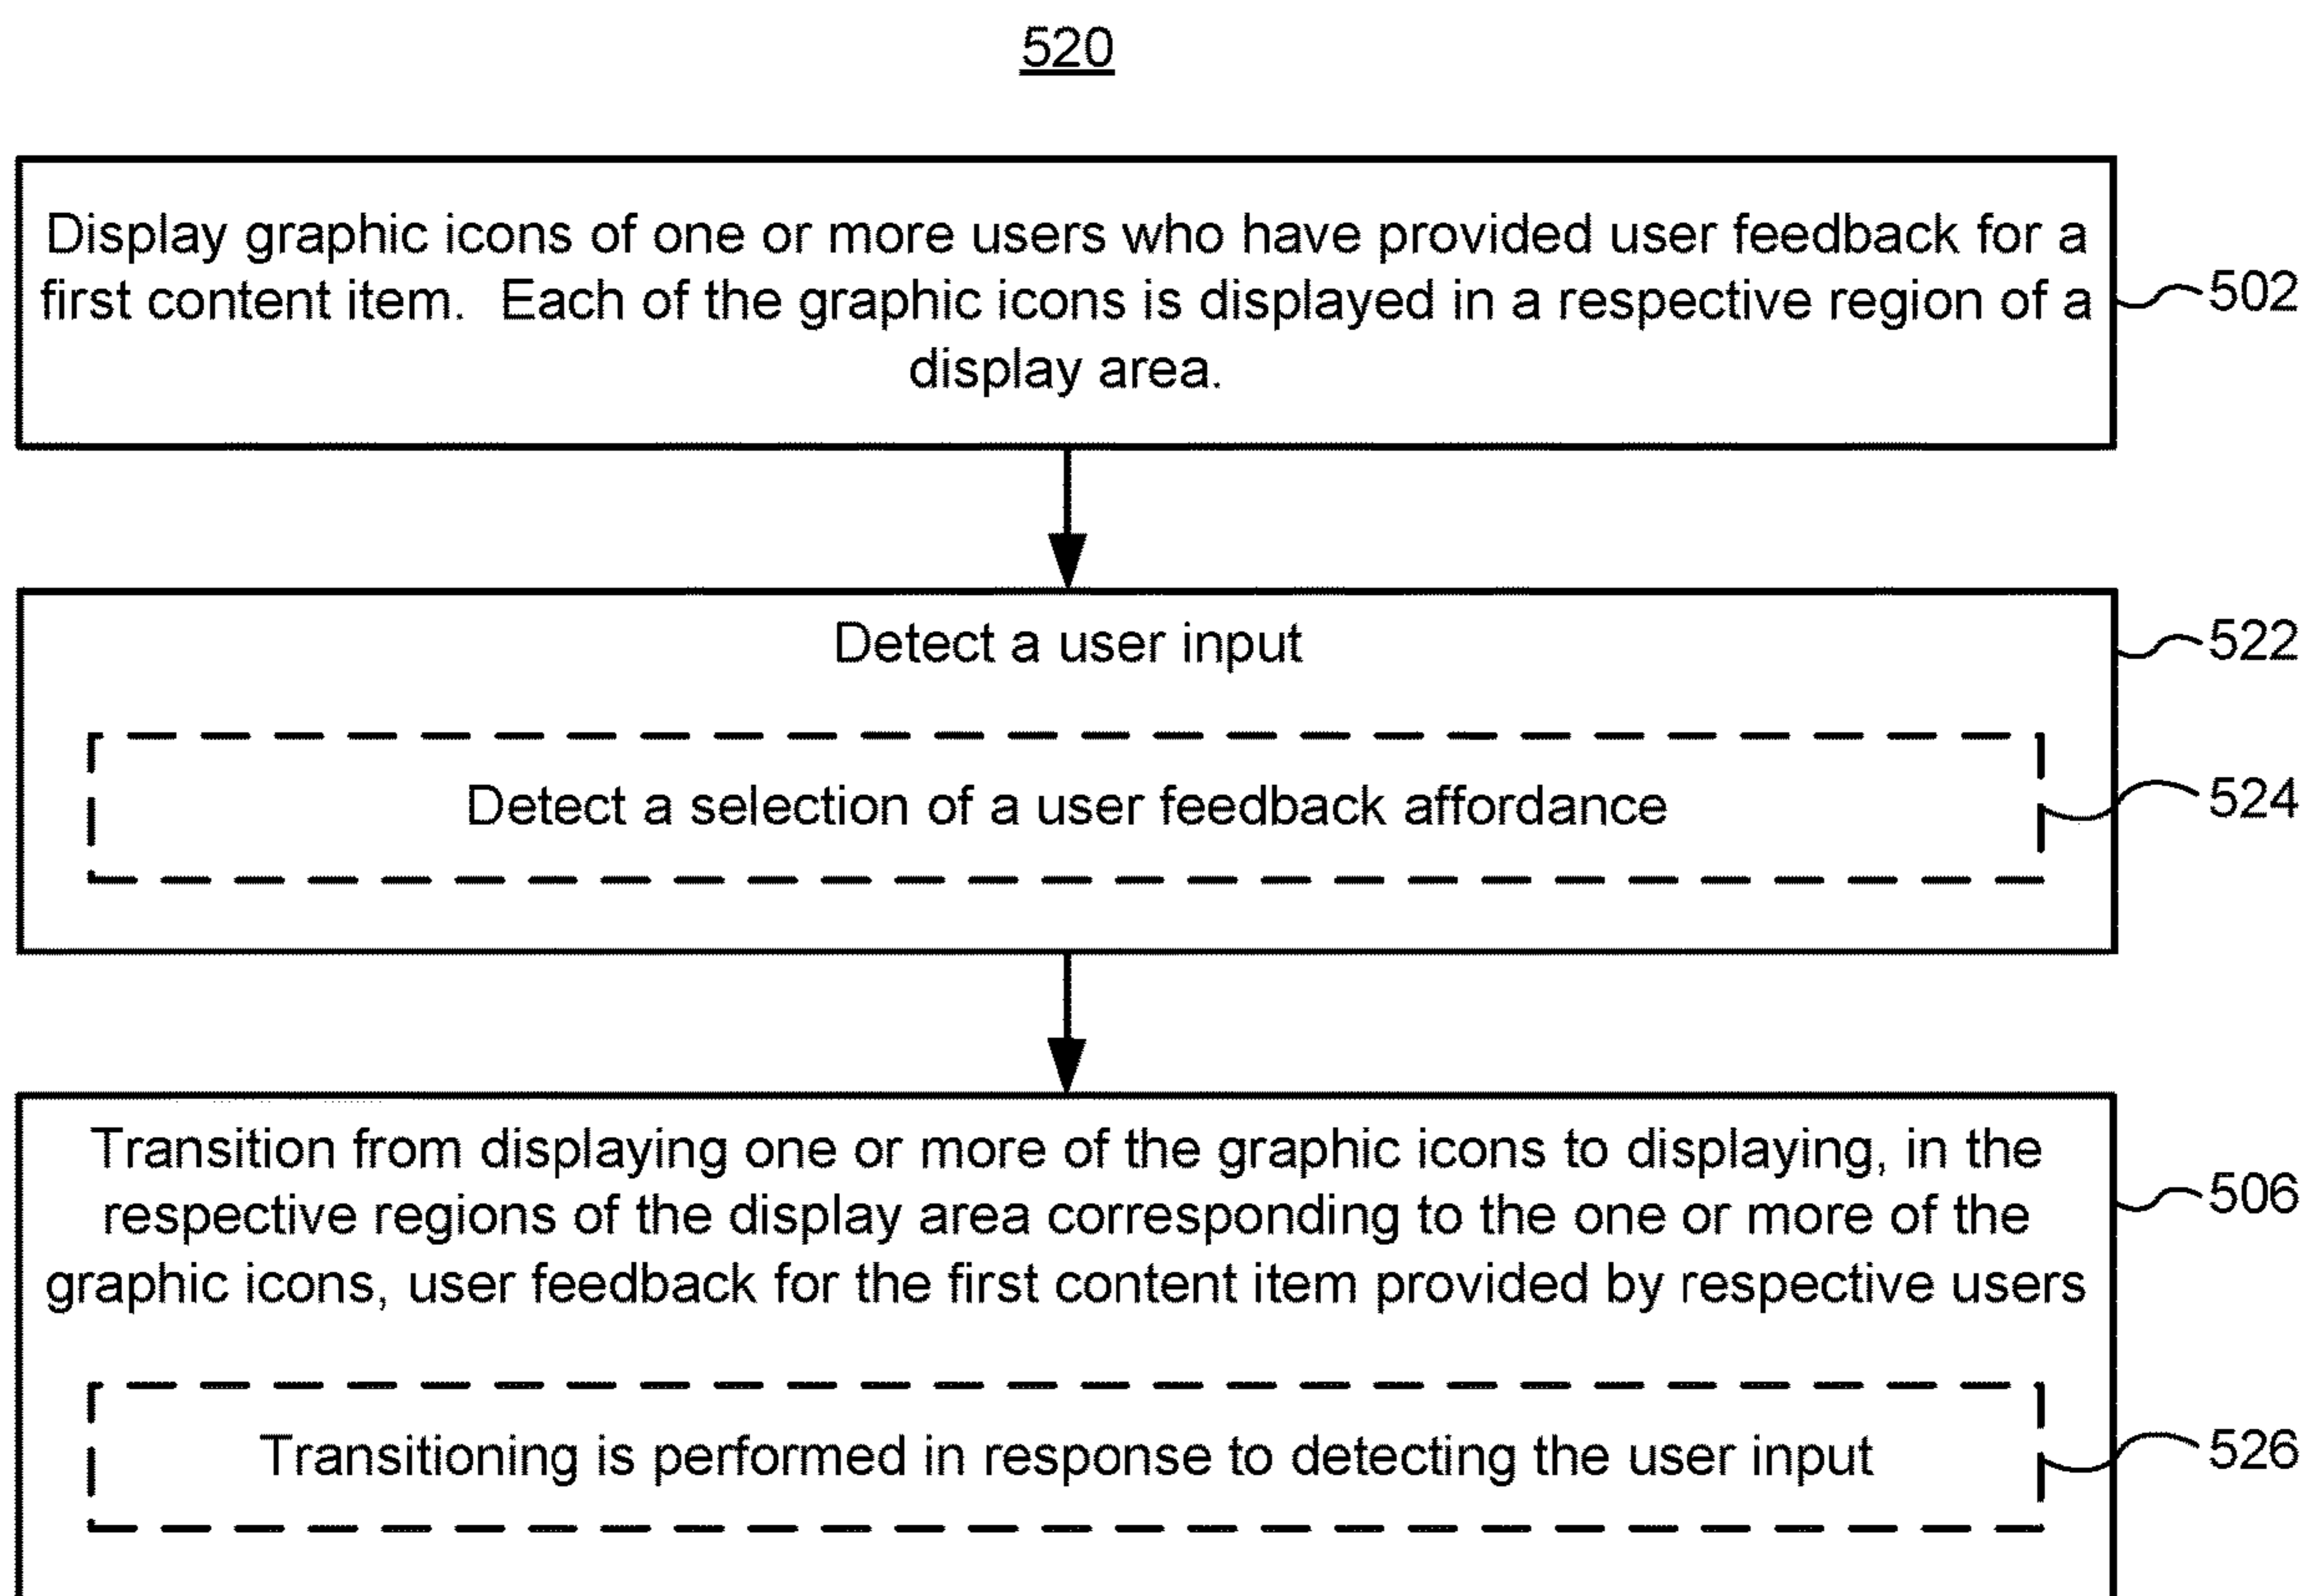 520
Display graphic icons of one or more users who have provided user feedback for a
first content item.  Each of the graphic icons is displayed in a respective region of a
display area.
502
Detect a user input
522
Detect a selection of a user feedback affordance
524
Transition from displaying one or more of the graphic icons to displaying, in the
respective regions of the display area corresponding to the one or more of the
graphic icons, user feedback for the first content item provided by respective users
506
Transitioning is performed in response to detecting the user input
526